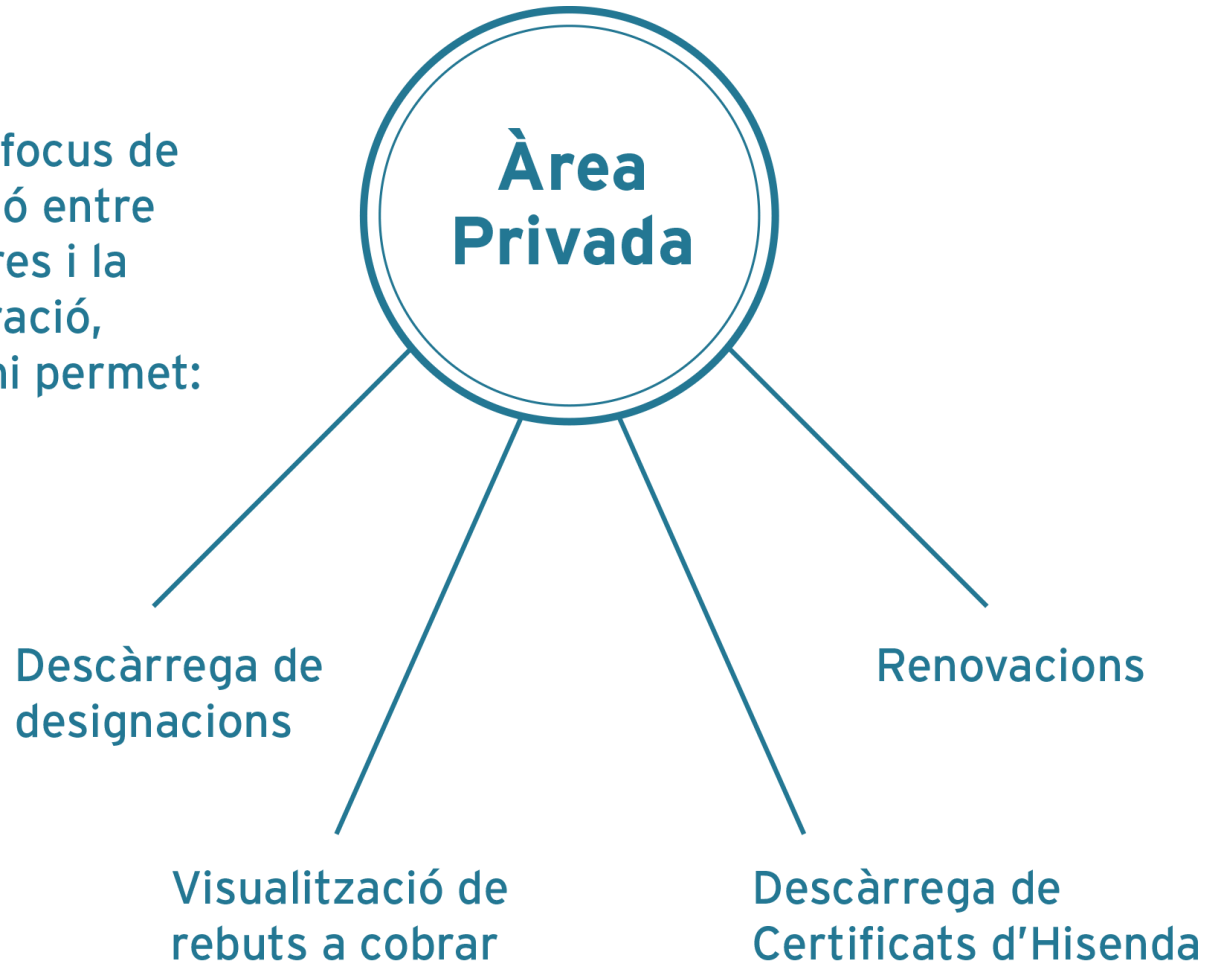 focus de
ó entre
res i la
ració,
ni permet:
Àrea
Privada
Descàrrega de
designacions
Renovacions
Visualització de
rebuts a cobrar
Descàrrega de
Certificats d'Hisenda